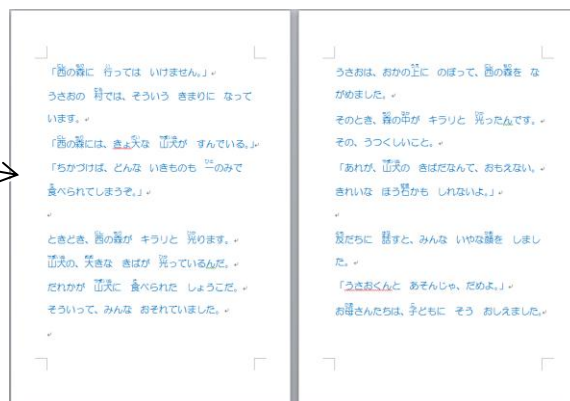 「西の森に　行っては　いけません。」
うさおの　村では、そういう　きまりに　なって
います。
「西の森には、きょ大な　山犬が　すんでいる。」
「ちかづけば、どんな　いきものも　一のみで
食べられてしまうぞ。」
ときどき、西の森が　キラリと　光ります。
山犬の、大きな　きばが　光っているんだ。
だれかが　山犬に　食べられた　しょうこだ。
そういって、みんな　おそれていました。
うさおは、おかの上に　のぼって、西の森を　な
がめました。
そのとき、森の中が　キラリと　光ったんです。
その、うつくしいこと。
「あれが、山犬の　きばだなんて、おもえない。
きれいな　ほう石かも　しれないよ。」
友だちに　話すと、みんな　いやな顔を　しまし
た。
「うさおくんと　あそんじゃ、だめよ。」
お母さんたちは、子どもに　そう　おしえました。